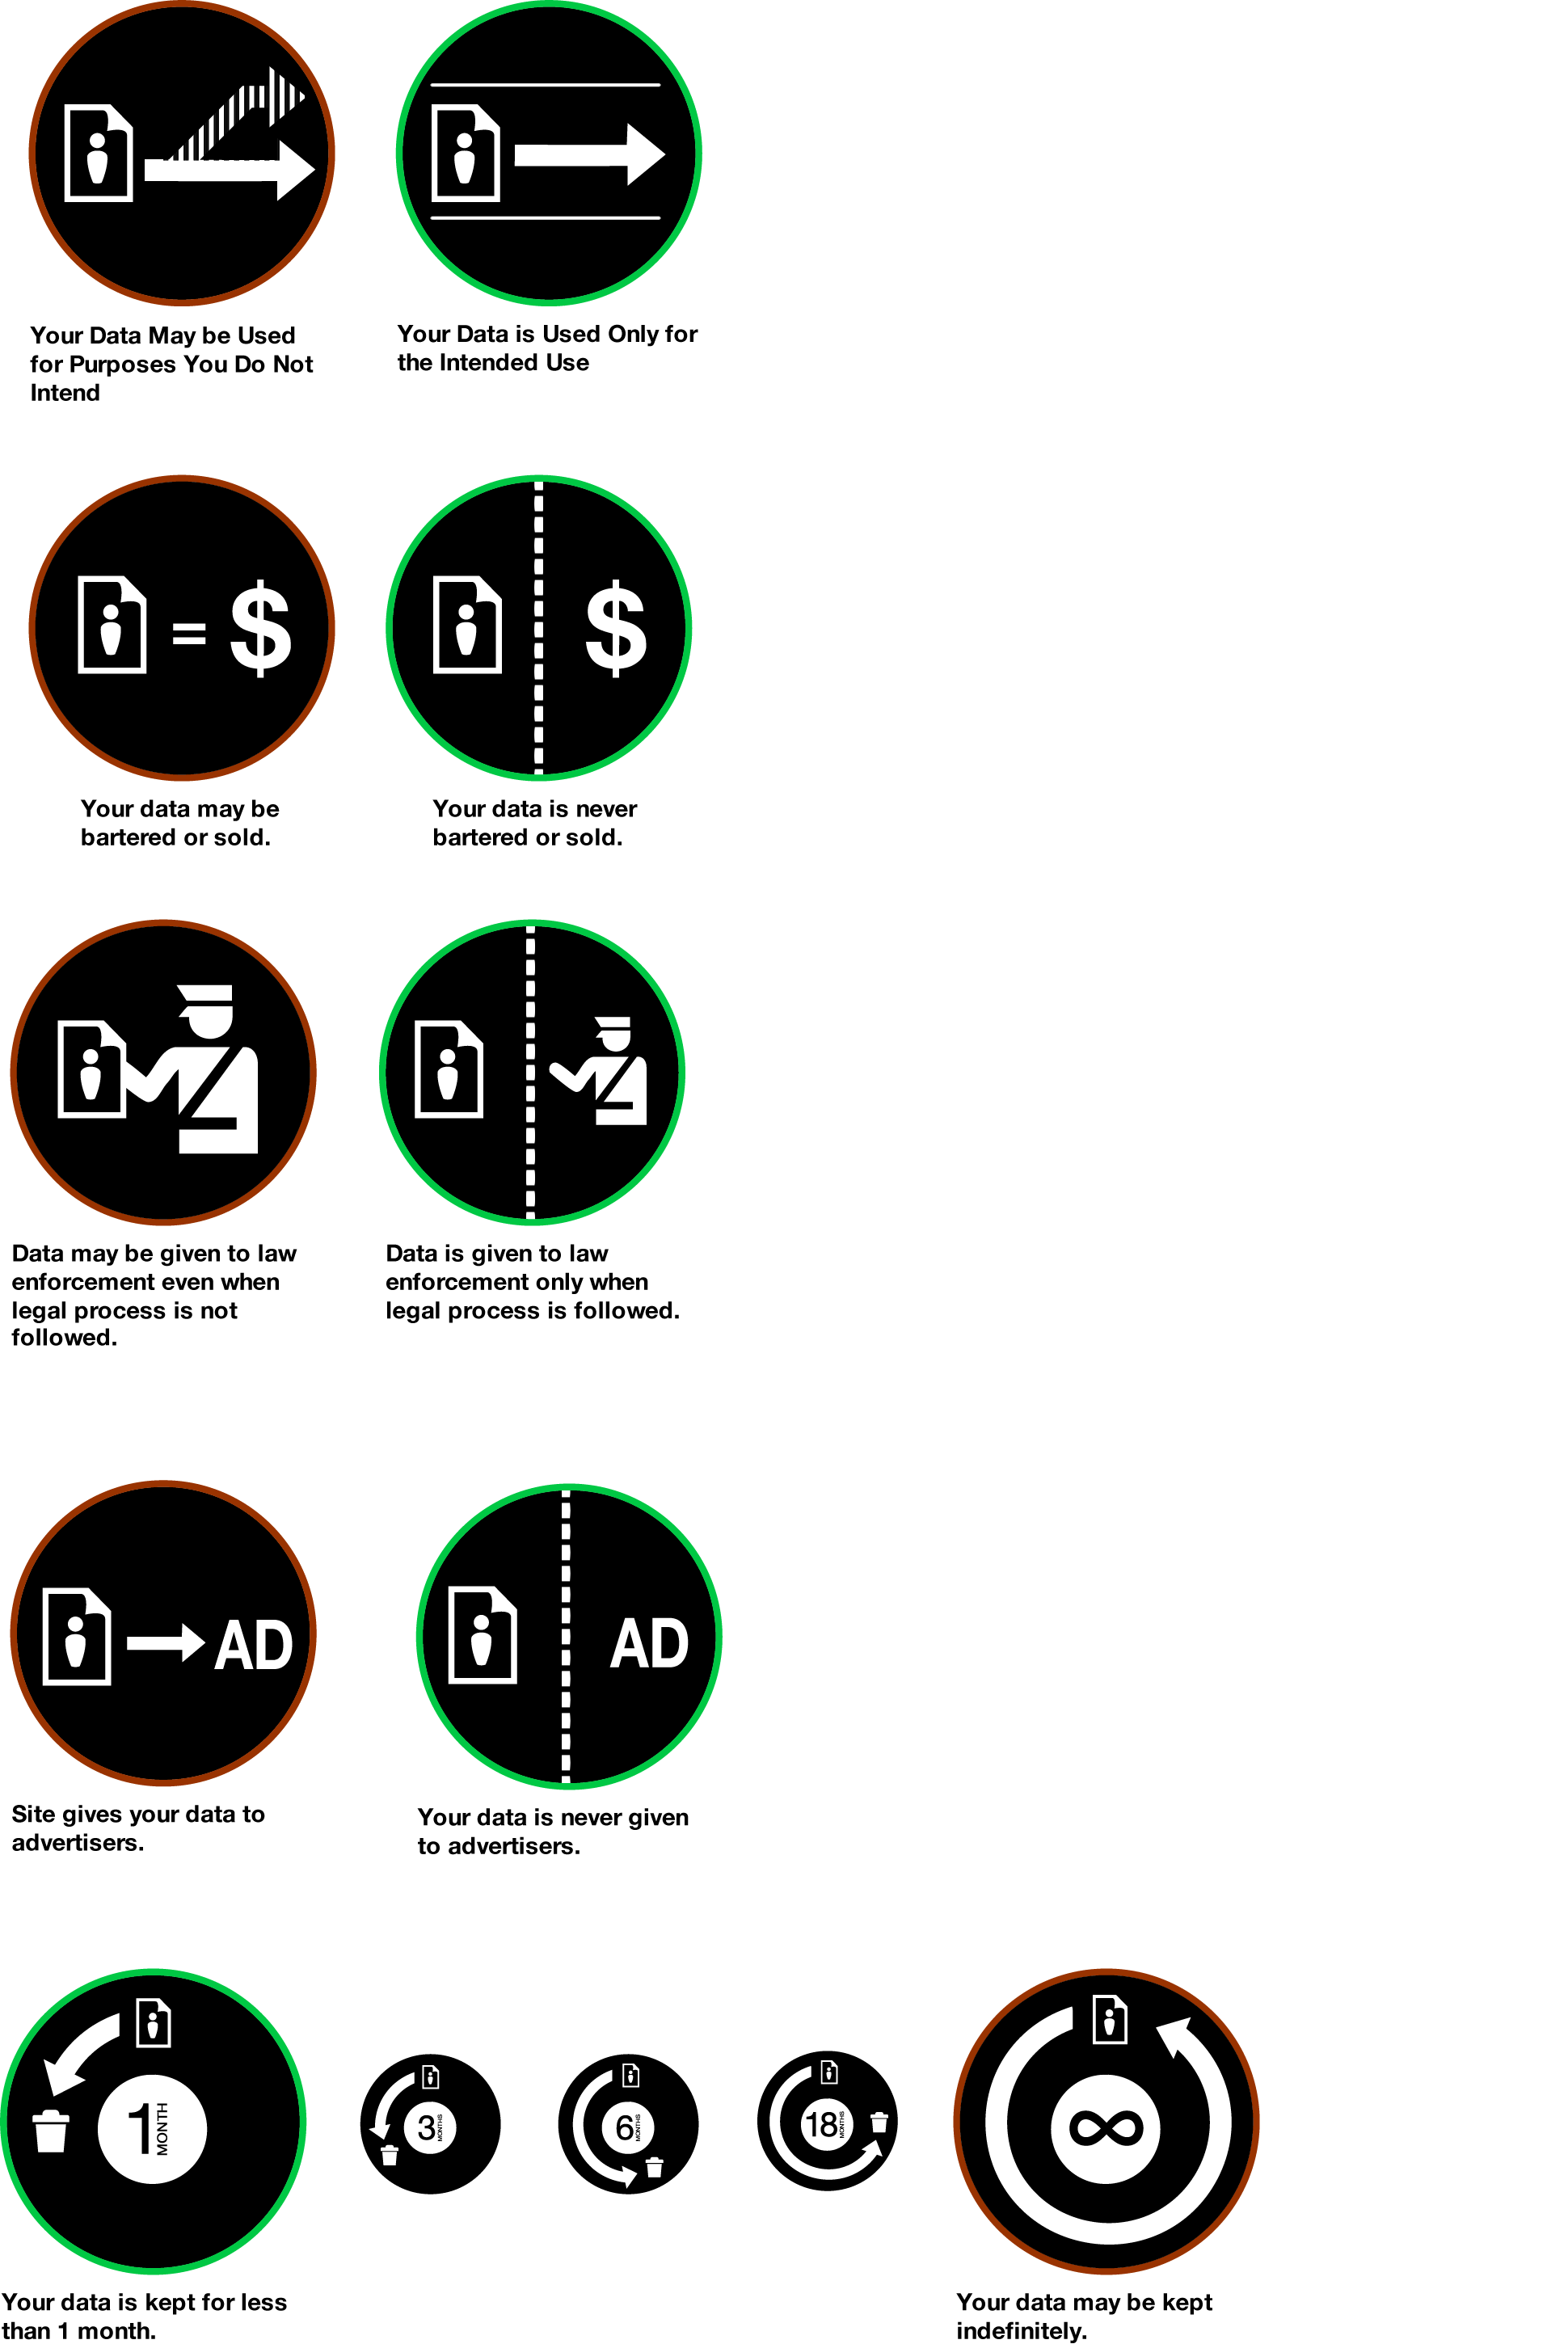 Your Data May be Used
for Purposes You Do Not
Intend
Your Data is Used Only for
the Intended Use
= $
$
Your data may be
bartered or sold.
Your data is never
bartered or sold.
Data may be given to law
enforcement even when
legal process is not
followed.
Data is given to law
enforcement only when
legal process is followed.
AD
AD
Site gives your data to
advertisers.
Your data is never given
to advertisers.
1 MONTH
3 MONTHS
6 MONTHS
18 MONTHS
∞
Your data is kept for less
than 1 month.
Your data may be kept
indefinitely.